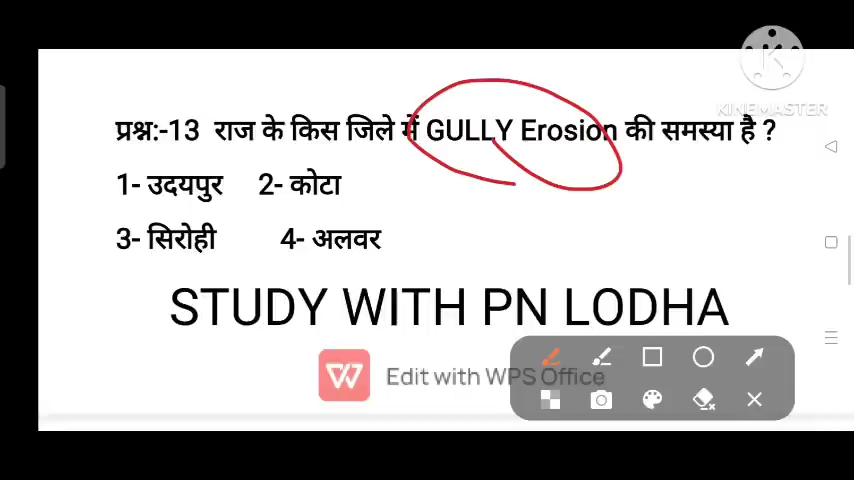 KINEMASTER
प्रश्न:-13 राज के किस जिले में GULLY Erosion की समस्या है ?
1- उदयपुर 2- कोटा
3- सिरोही 4- अलवर
STUDY WITH PN LODHA
Edit with WPS Office